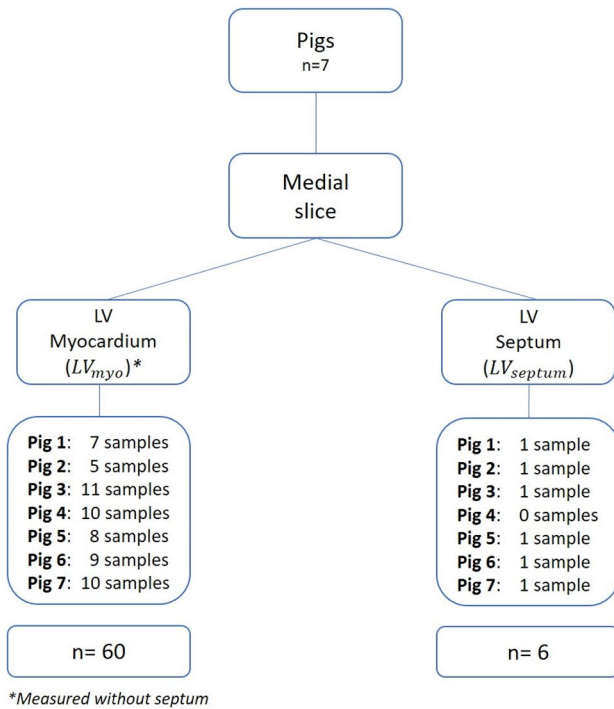 Pigs
n=7
Medial
slice
LV
Myocardium
(LV_myo)*
Pig 1: 7 samples
Pig 2: 5 samples
Pig 3: 11 samples
Pig 4: 10 samples
Pig 5: 8 samples
Pig 6: 9 samples
Pig 7: 10 samples
n= 60
*Measured without septum
LV
Septum
(LV_septum)
Pig 1: 1 sample
Pig 2: 1 sample
Pig 3: 1 sample
Pig 4: 0 samples
Pig 5: 1 sample
Pig 6: 1 sample
Pig 7: 1 sample
n= 6